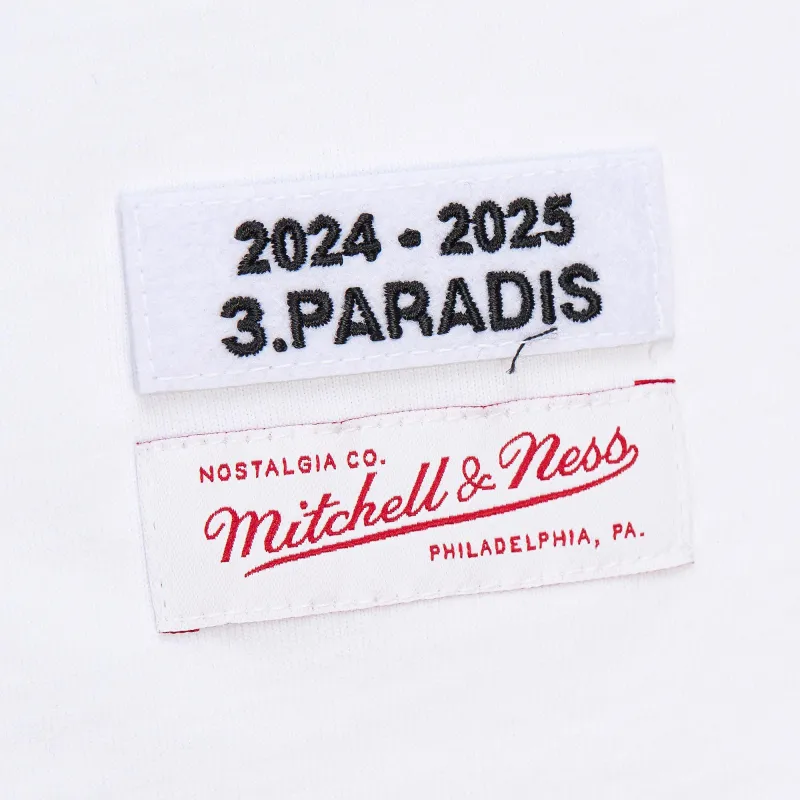 2024 • 2025
3.PARADIS
NOSTALGIA CO.
Mitchell & Ness
PHILADELPHIA, PA.